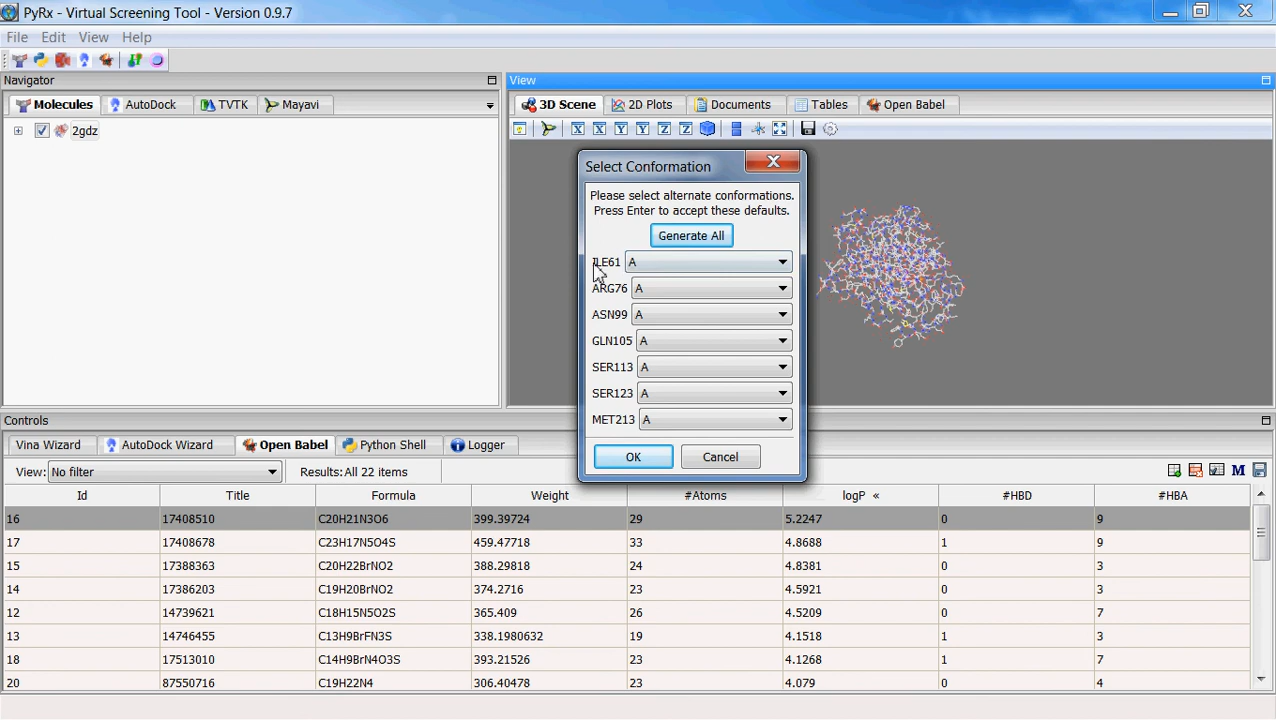 PyRx - Virtual Screening Tool - Version 0.9.7
File Edit View Help
Navigator
Molecules AutoDock TVTK Mayavi
2gdz
View
3D Scene 2D Plots Documents Tables Open Babel
X X Y Y Z Z
Select Conformation
Please select alternate conformations.
Press Enter to accept these defaults.
Generate All
ILE61 A
ARG76 A
ASN99 A
GLN105 A
SER113 A
SER123 A
MET213 A
OK Cancel
Controls
Vina Wizard AutoDock Wizard Open Babel Python Shell Logger
View: No filter Results:All 22 items M
Id Title Formula Weight #Atoms logP « #HBD #HBA
16 17408510 C20H21N3O6 399.39724 29 5.2247 0 9
17 17408678 C23H17N5O4S 459.47718 33 4.8688 1 9
15 17388363 C20H22BrNO2 388.29818 24 4.8381 0 3
14 17386203 C19H20BrNO2 374.2716 23 4.5921 0 3
12 14739621 C18H15N5O2S 365.409 26 4.5209 0 7
13 14746455 C13H9BrFN3S 338.1980632 19 4.1518 1 3
18 17513010 C14H9BrN4O3S 393.21526 23 4.1268 1 7
20 87550716 C19H22N4 306.40478 23 4.079 0 4